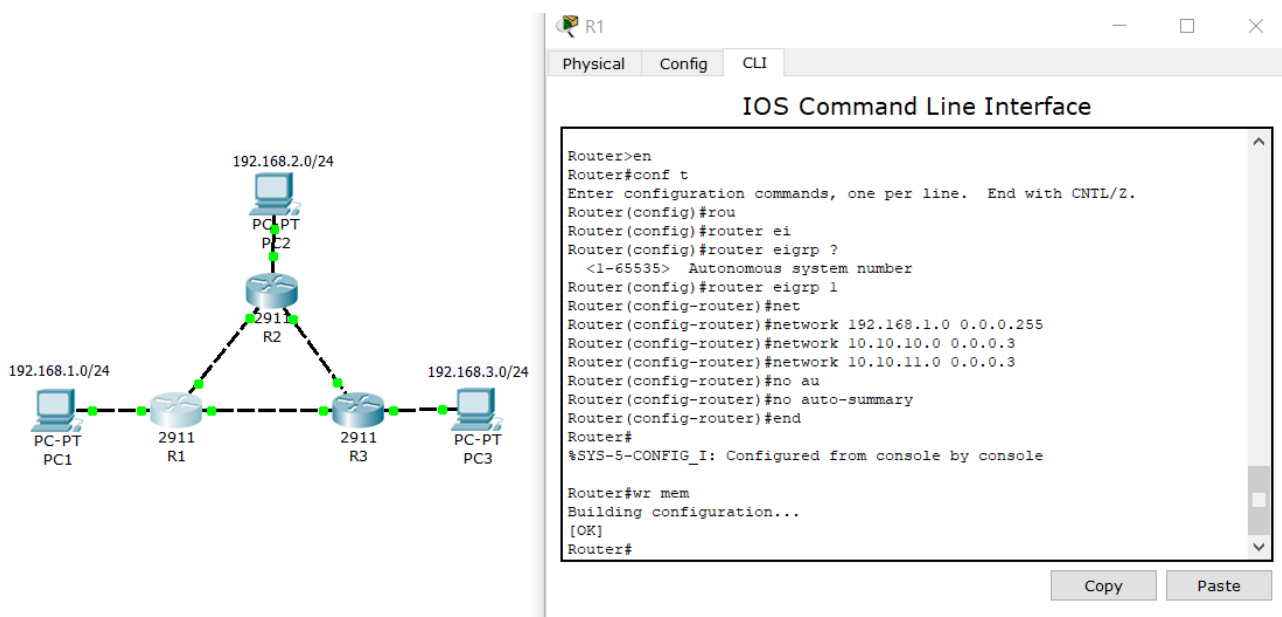 192.168.2.0/24
PC-PT
PC2
2911
R2
192.168.1.0/24
192.168.3.0/24
PC-PT
PC1
2911
R1
2911
R3
PC-PT
PC3
R1
Physical
Config
CLI
IOS Command Line Interface
Router>en
Router#conf t
Enter configuration commands, one per line.  End with CNTL/Z.
Router(config)#rou
Router(config)#router ei
Router(config)#router eigrp ?
  <1-65535>  Autonomous system number
Router(config)#router eigrp 1
Router(config-router)#net
Router(config-router)#network 192.168.1.0 0.0.0.255
Router(config-router)#network 10.10.10.0 0.0.0.3
Router(config-router)#network 10.10.11.0 0.0.0.3
Router(config-router)#no au
Router(config-router)#no auto-summary
Router(config-router)#end
Router#
%SYS-5-CONFIG_I: Configured from console by console
Router#wr mem
Building configuration...
[OK]
Router#
Copy
Paste